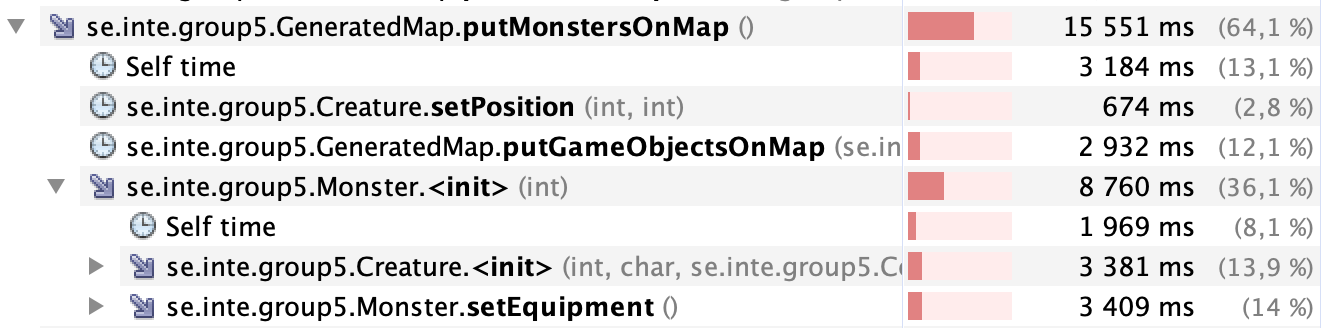 se.inte.group5.GeneratedMap.putMonstersOnMap () 15 551 ms (64,1 %)
Self time 3 184 ms (13,1 %)
se.inte.group5.Creature.setPosition (int, int) 674 ms (2,8 %)
se.inte.group5.GeneratedMap.putGameObjectsOnMap (se.in 2 932 ms (12,1 %)
se.inte.group5.Monster.<init> (int) 8 760 ms (36,1 %)
Self time 1 969 ms (8,1 %)
se.inte.group5.Creature.<init> (int, char, se.inte.group5.Co 3 381 ms (13,9 %)
se.inte.group5.Monster.setEquipment () 3 409 ms (14 %)